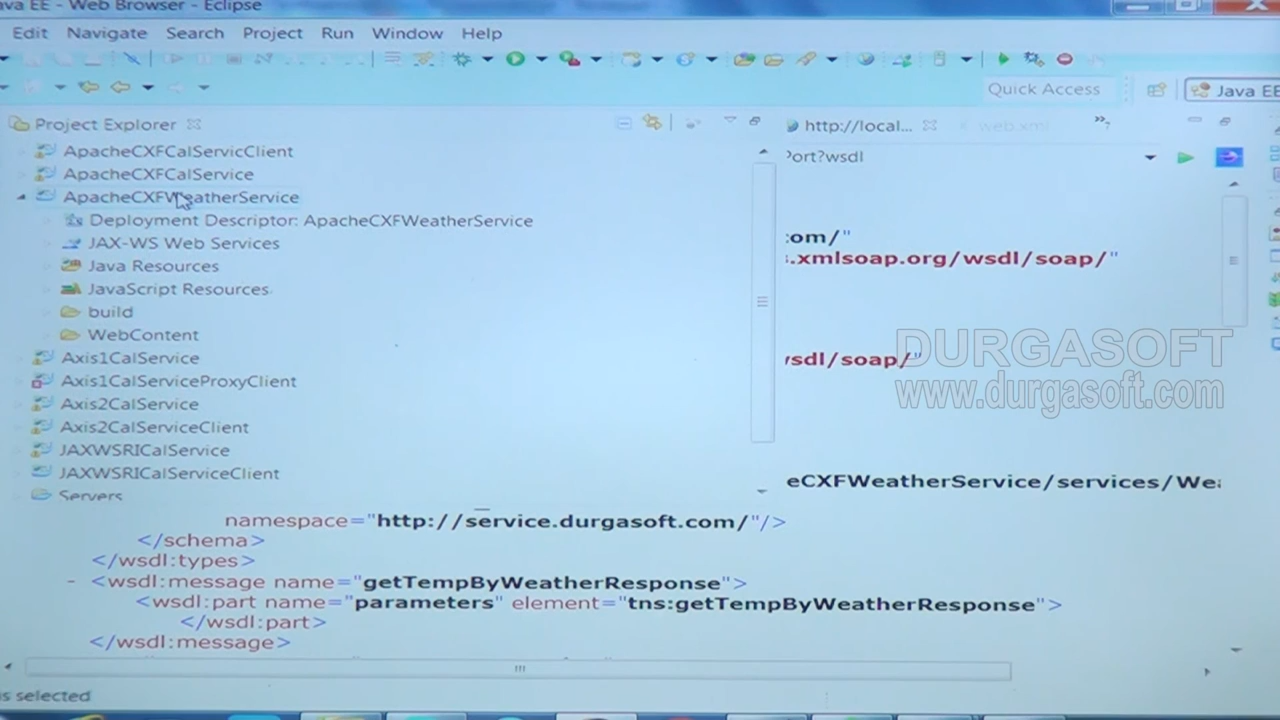 ava EE - Web Browser - Eclipse
Edit Navigate Search Project Run Window Help
Quick Access
Java EE
Project Explorer
http://local...
web.xml
ApacheCXFCalServicClient
ApacheCXFCalService
ApacheCXFWeatherService
Deployment Descriptor: ApacheCXFWeatherService
JAX-WS Web Services
Java Resources
JavaScript Resources
build
WebContent
Axis1CalService
Axis1CalServiceProxyClient
Axis2CalService
Axis2CalServiceClient
JAXWSRICalService
JAXWSRICalServiceClient
Servers
ort?wsdl
com/"
.xmlsoap.org/wsdl/soap/"
wsdl/soap/"
DURGASOFT
www.durgasoft.com
eCXFWeatherService/services/We
namespace="http://service.durgasoft.com/"/>
</schema>
</wsdl:types>
- <wsdl:message name="getTempByWeatherResponse">
<wsdl:part name="parameters" element="tns:getTempByWeatherResponse">
</wsdl:part>
</wsdl:message>
s selected